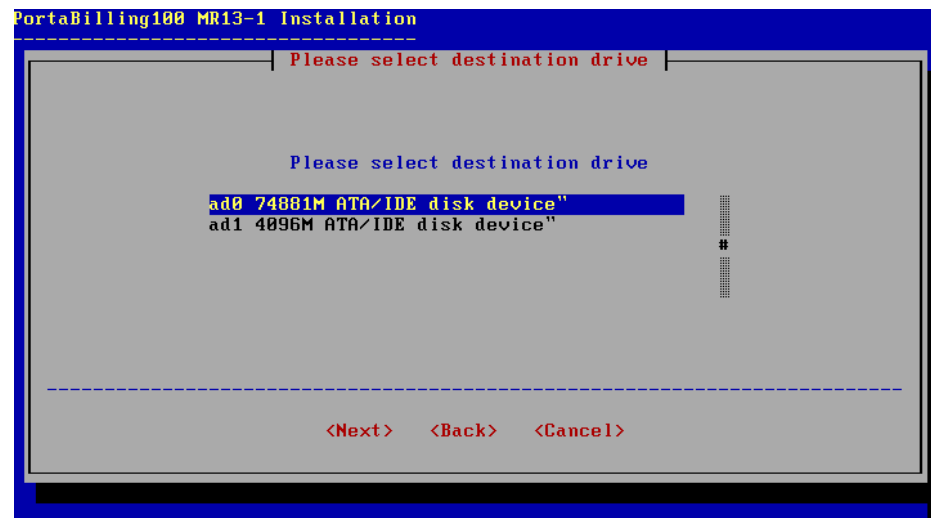 PortaBilling100 MR13-1 Installation
Please select destination drive
Please select destination drive
ad0 74881M ATA/IDE disk device"
ad1 4096M ATA/IDE disk device"
#
<Next> <Back> <Cancel>